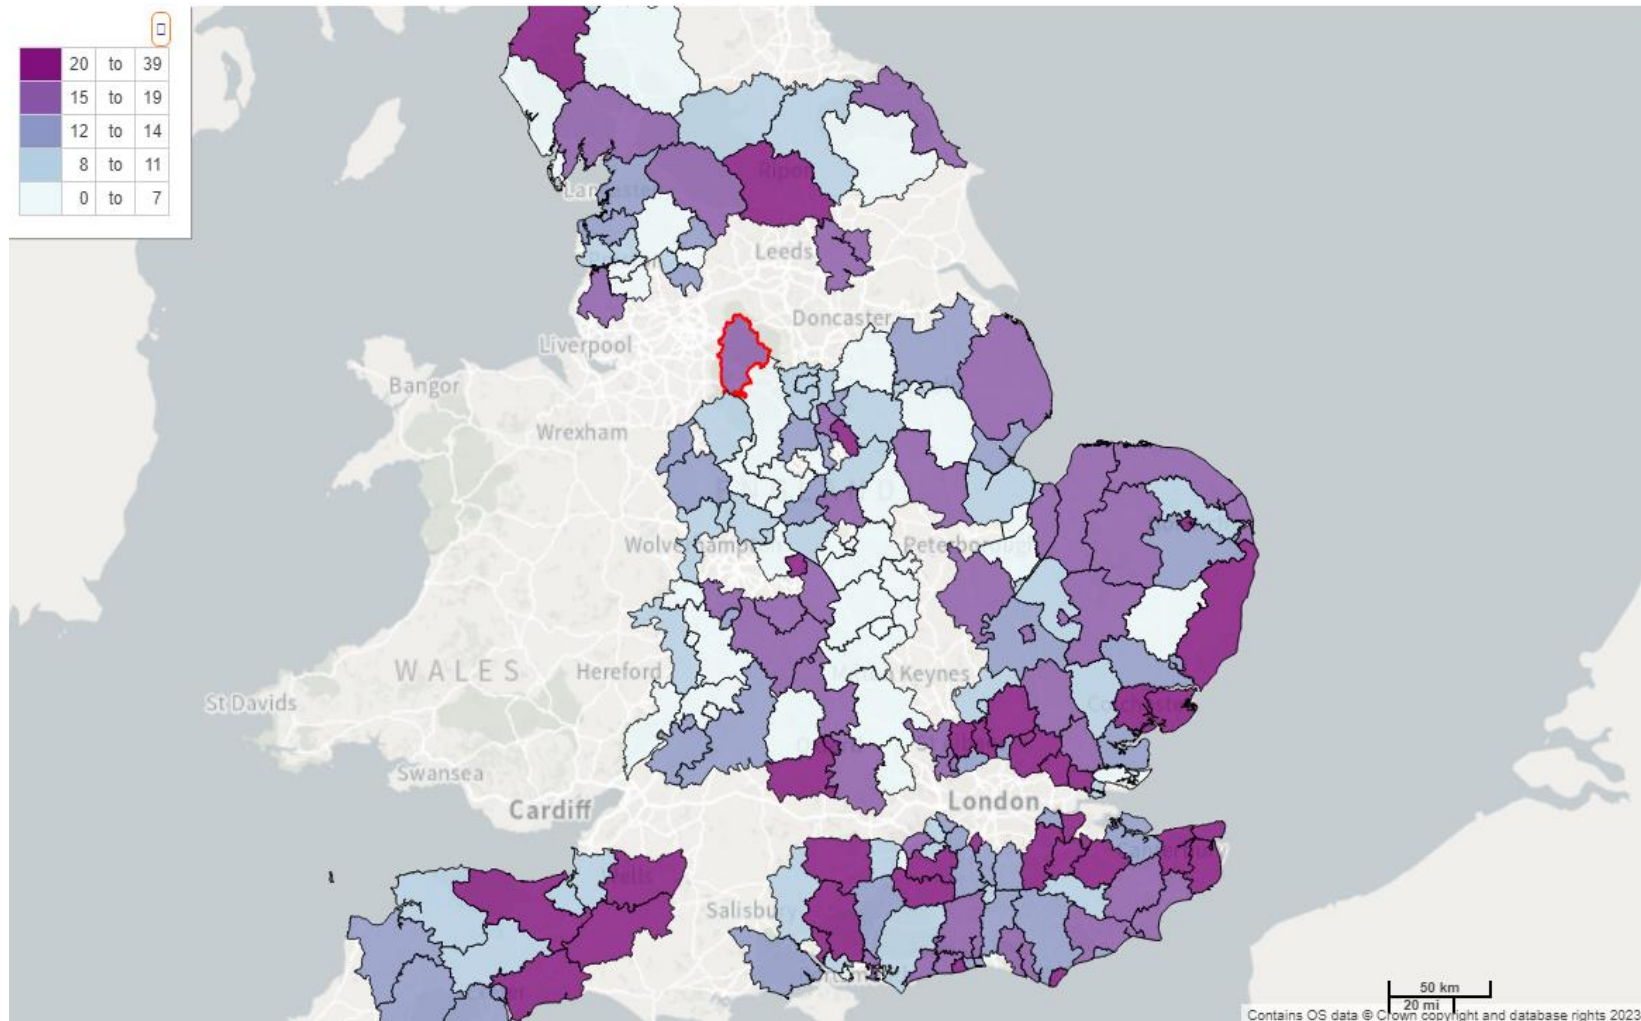 20 to 39
15 to 19
12 to 14
8 to 11
0 to 7
Ripon
Leeds
Doncaster
Liverpool
Bangor
Wrexham
Peterborough
WALES
Hereford
Keynes
St Davids
Swansea
Cardiff
London
Salisbury
50 km
20 mi
Contains OS data © Crown copyright and database rights 2023